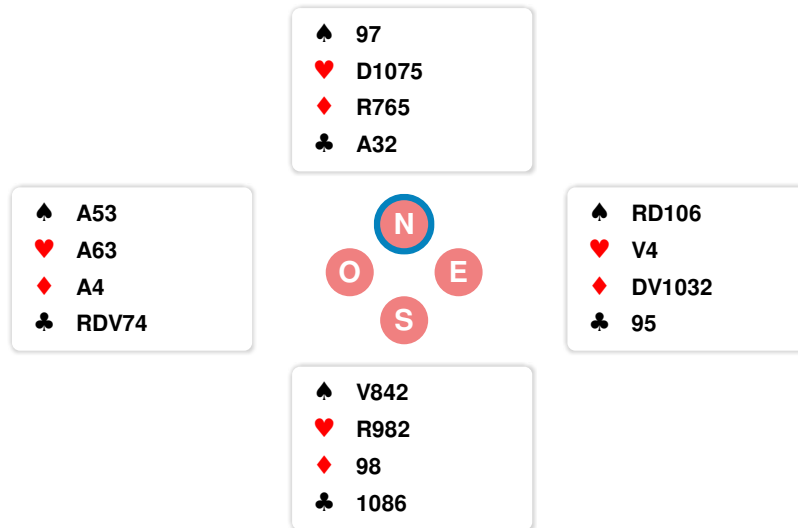 ♠ 97
♥ D1075
♦ R765
♣ A32
♠ A53
♥ A63
♦ A4
♣ RDV74
N
O E
S
♠ RD106
♥ V4
♦ DV1032
♣ 95
♠ V842
♥ R982
♦ 98
♣ 1086